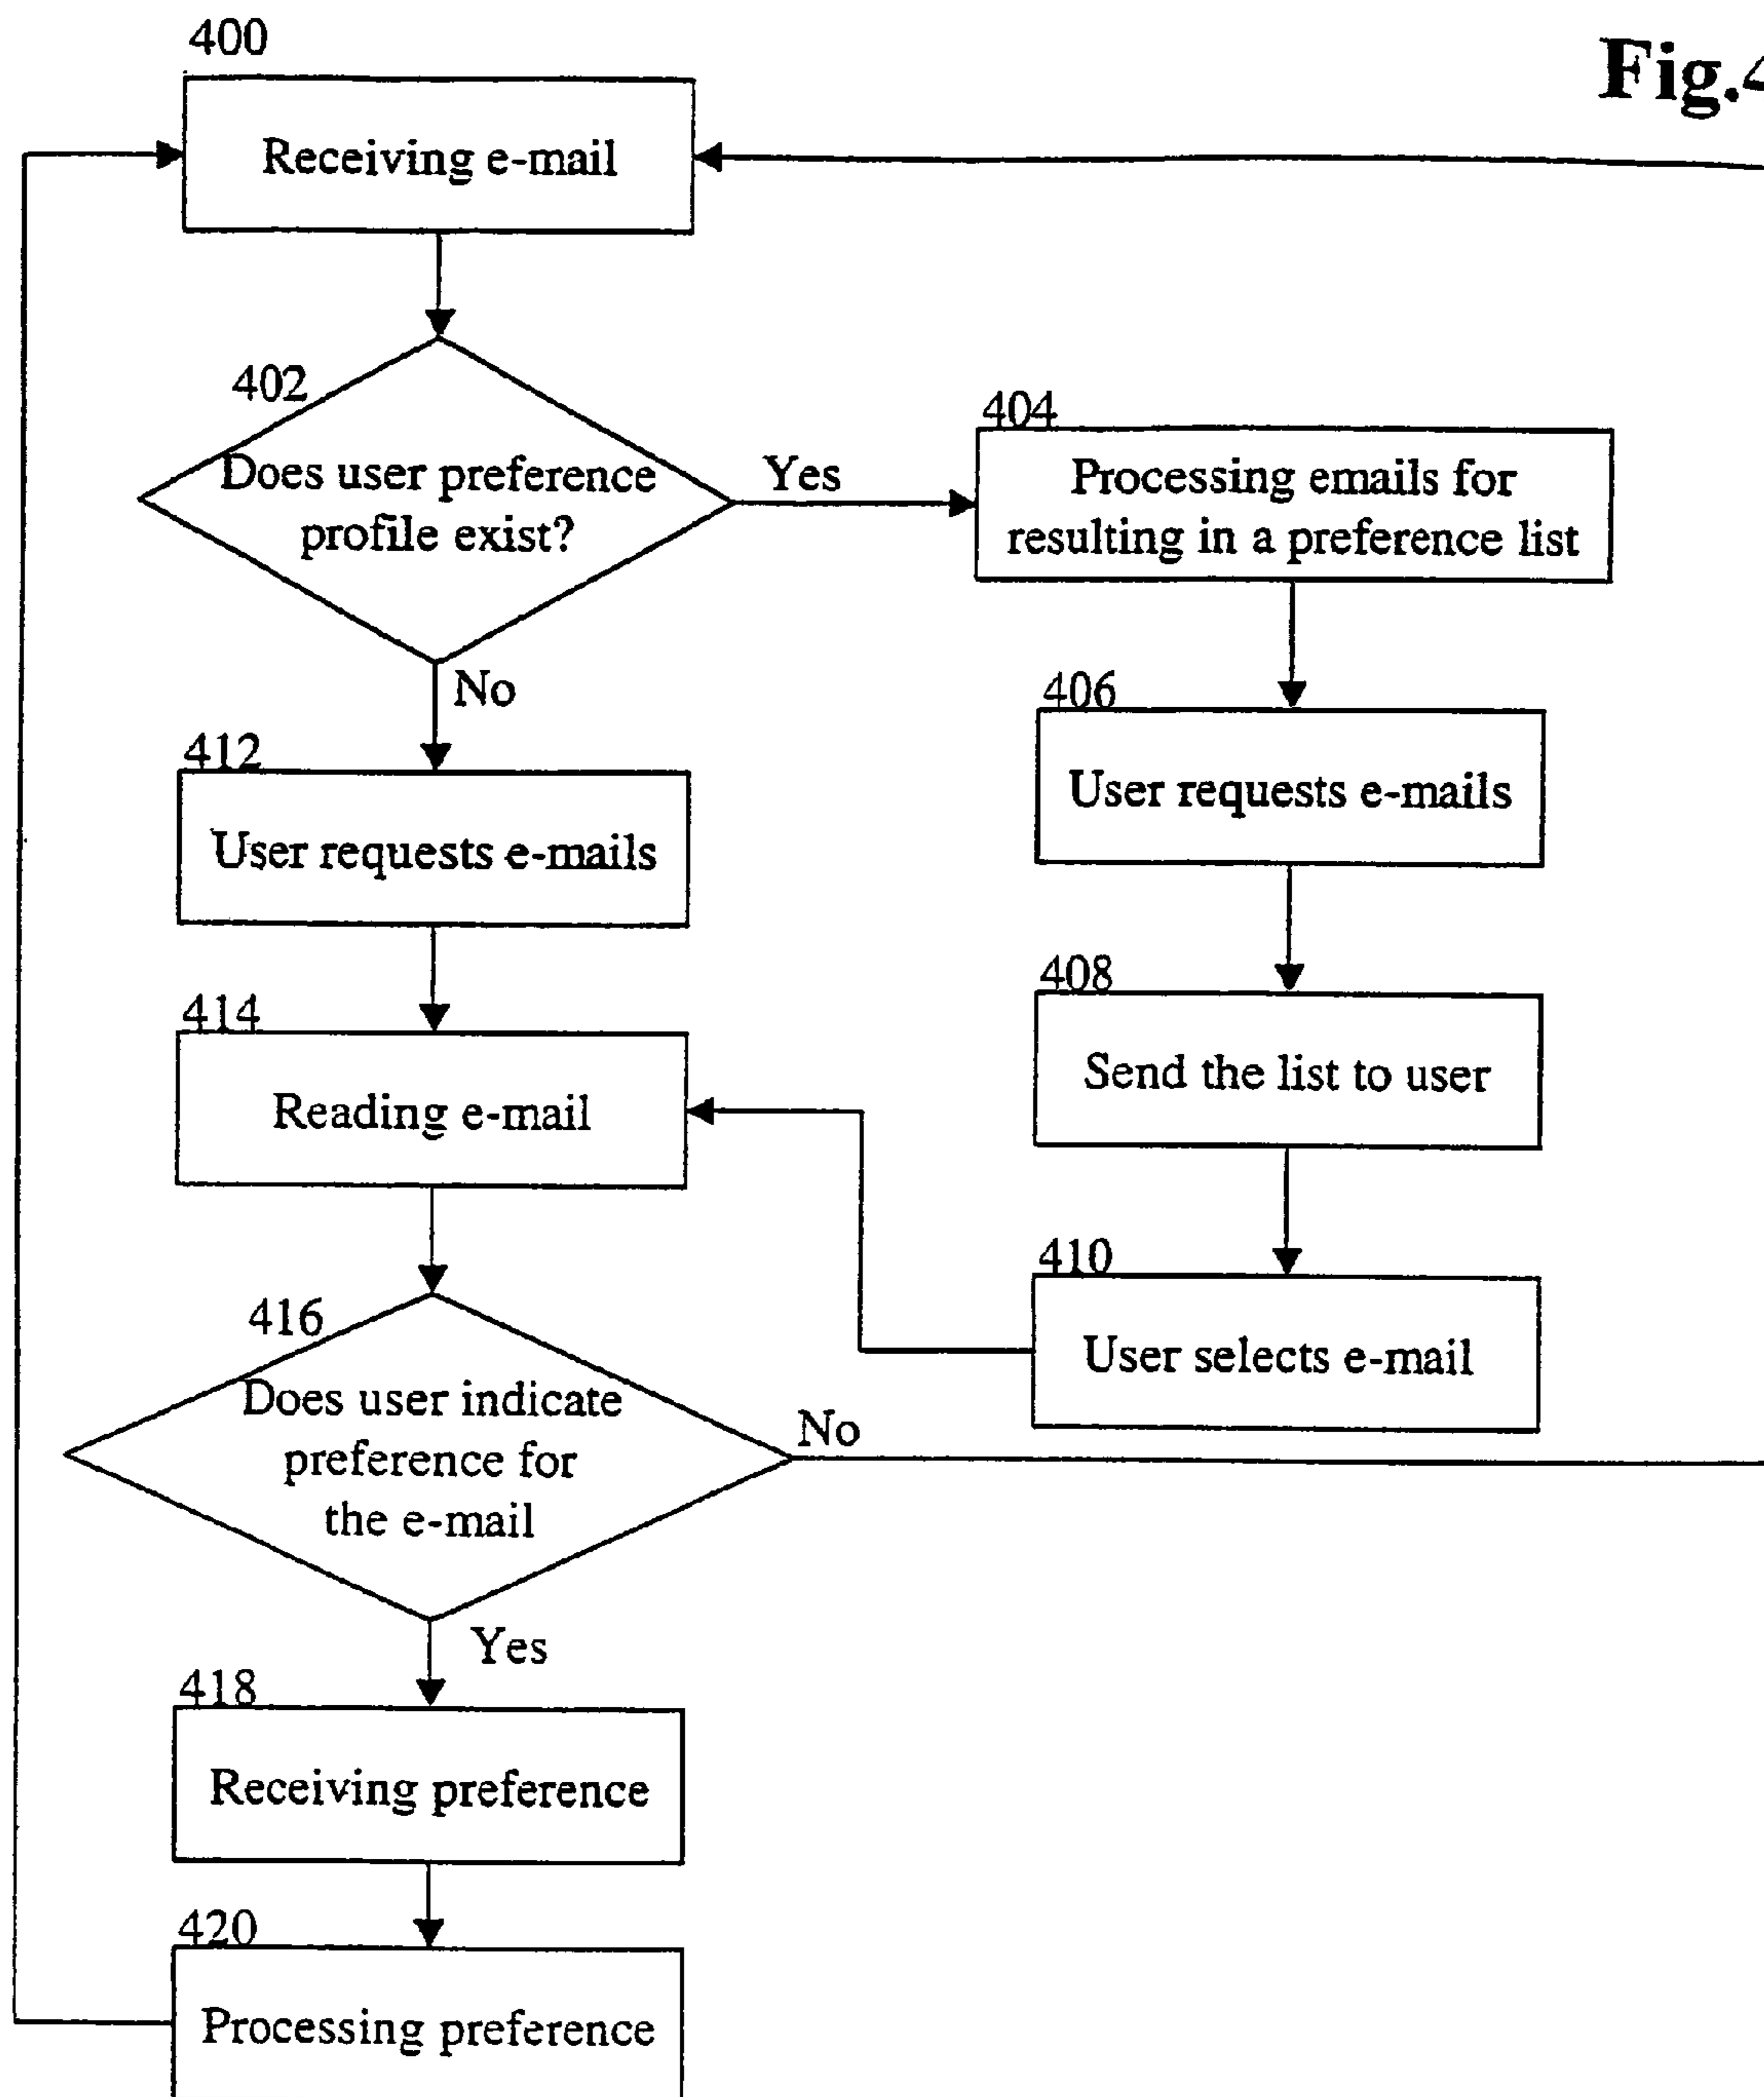 400
Fig.4
Receiving e-mail
402
Does user preference
profile exist?
Yes
No
404
Processing emails for
resulting in a preference list
406
User requests e-mails
408
Send the list to user
410
User selects e-mail
412
User requests e-mails
414
Reading e-mail
416
Does user indicate
preference for
the e-mail
No
Yes
418
Receiving preference
420
Processing preference